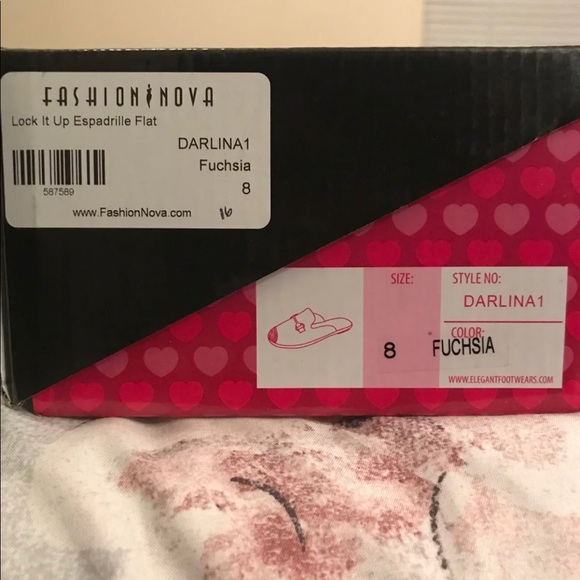 FASHION NOVA
Lock It Up Espadrille Flat
DARLINA1
Fuchsia
587589
8
www.FashionNova.com
16
SIZE:
STYLE NO:
DARLINA1
COLOR:
8
FUCHSIA
WWW.ELEGANTFOOTWEARS.COM